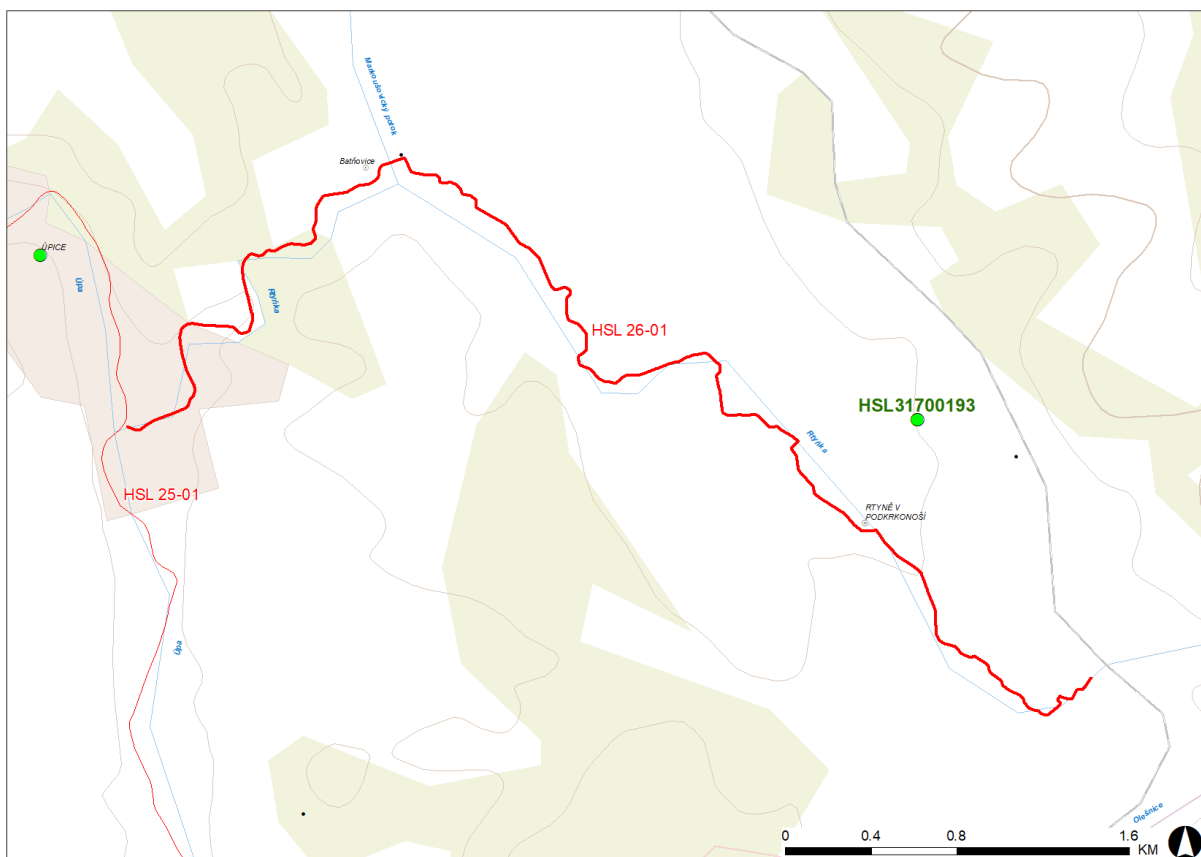 Markoušovický potok
Batňovice
ÚPICE
Úpa
Rtyňka
HSL 26-01
HSL31700193
Rtyňka
HSL 25-01
RTYNĚ V
PODKRKONOŠÍ
Úpa
Olešnice
0 0.4 0.8 1.6
KM